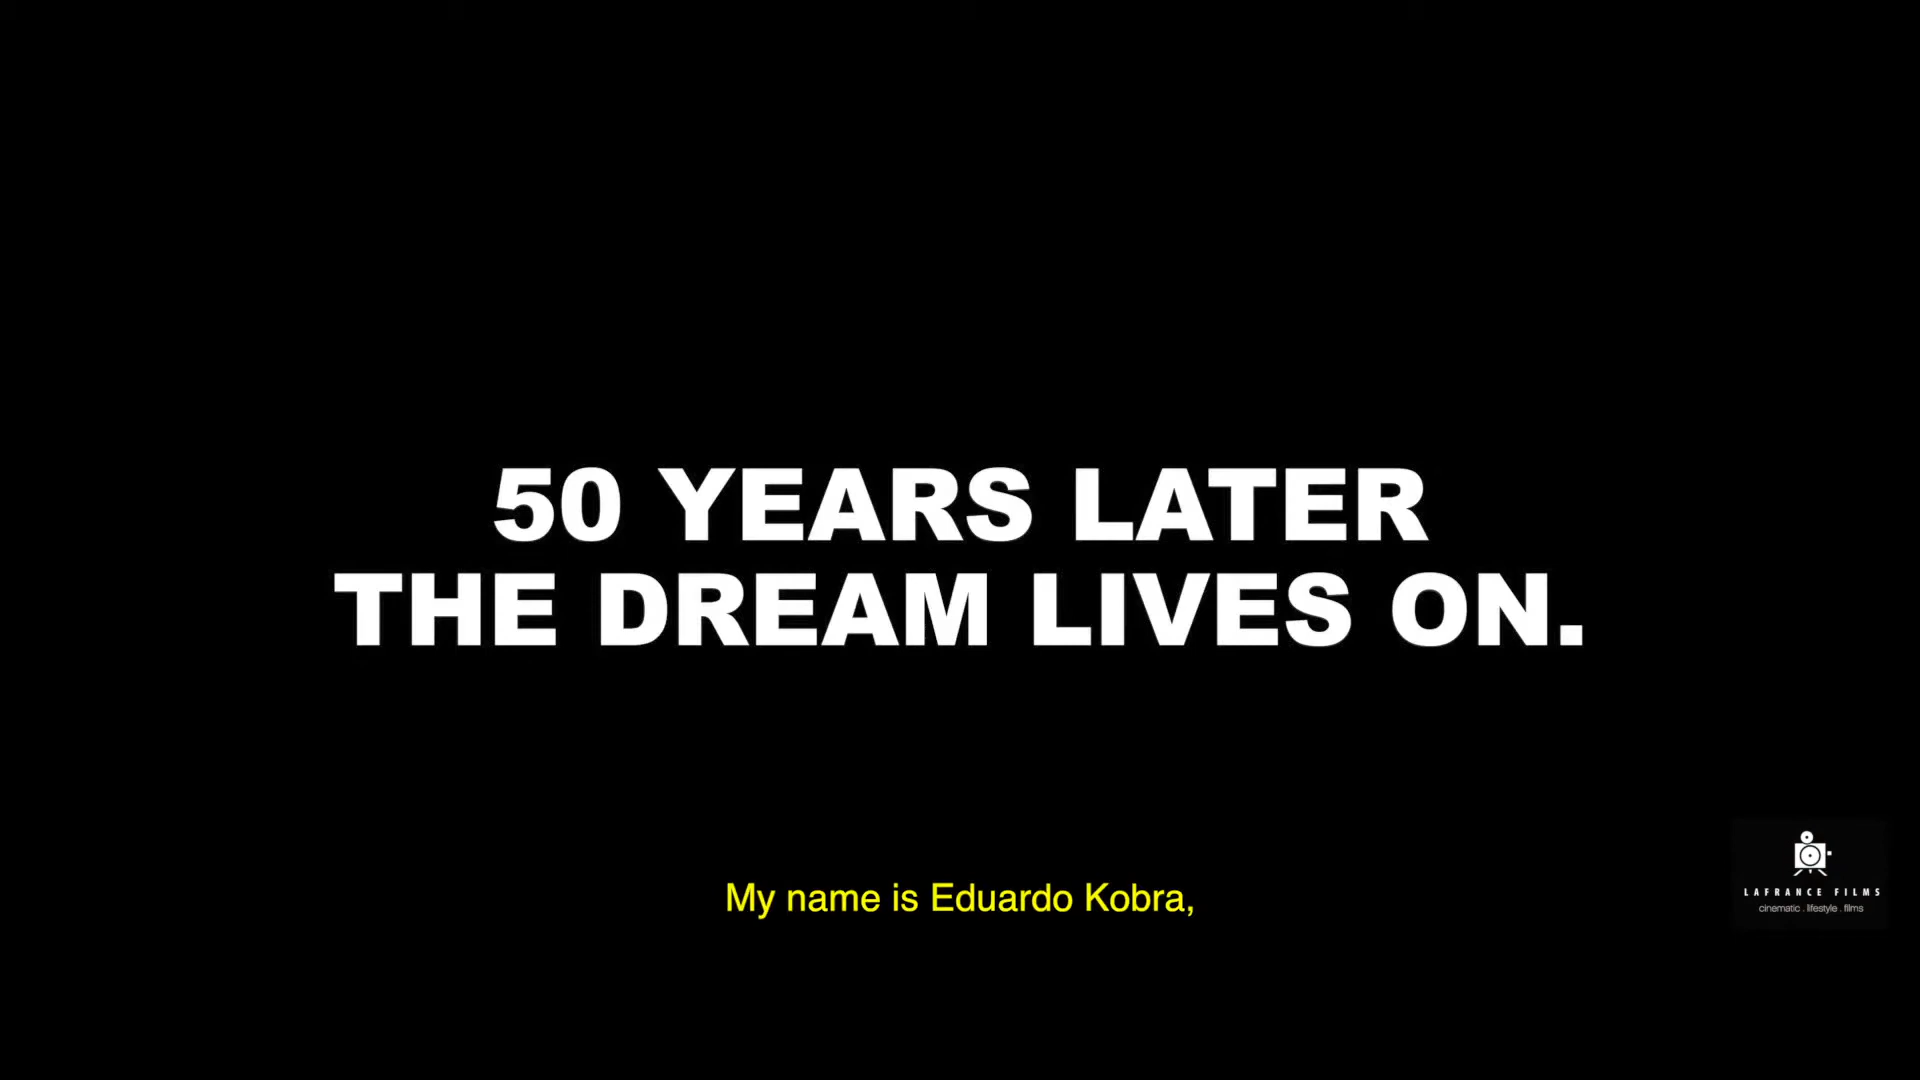 50 YEARS LATER
THE DREAM LIVES ON.
My name is Eduardo Kobra,
LAFRANCE FILMS
cinematic . lifestyle . films